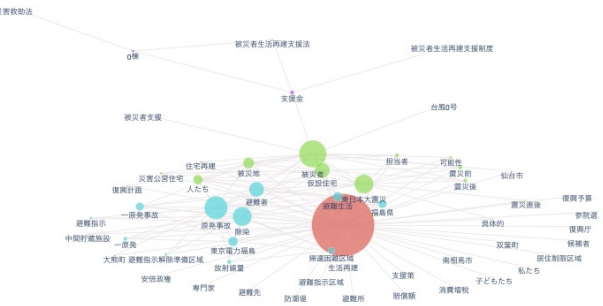 災害救助法
被災者生活再建支援法
被災者生活再建支援制度
0棟
支援金
台風0号
被災者支援
担当者
可能性
住宅再建
被災地
被災者
震災前
仙台市
災害公営住宅
人たち
仮設住宅
震災後
復興計画
避難者
東日本大震災
復興予算
避難生活
震災直後
一原発事故
福島県
参院選
避難指示
原発事故
除染
具体的
復興庁
中間貯蔵施設
一原発
双葉町
候補者
東京電力福島
大熊町
避難指示解除準備区域
帰還困難区域
南相馬市
居住制限区域
放射線量
生活再建
私たち
安倍政権
支援策
子どもたち
避難指示区域
専門家
避難先
消費増税
防潮堤
避難所
賠償額